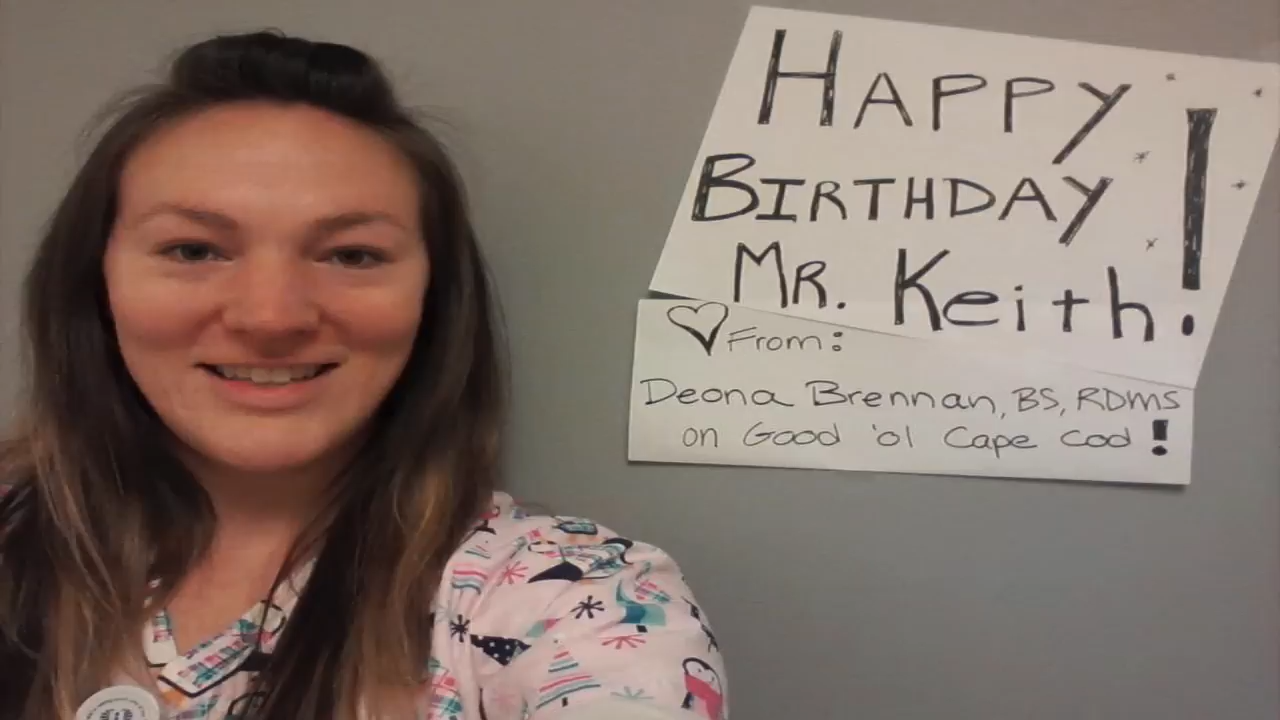 HAPPY
BIRTHDAY
MR. Keith!
From:
Deona Brennan, BS, RDMS
on Good 'ol Cape Cod!